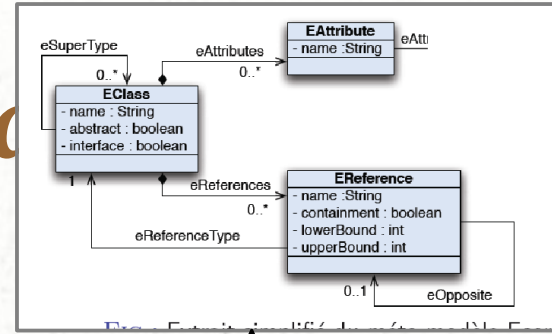 EAttribute
- name :String
eAtt
eSuperType
0..*
eAttributes
0..*
EClass
- name : String
- abstract : boolean
- interface : boolean
1
eReferences
0..*
eReferenceType
EReference
- name :String
- containment : boolean
- lowerBound : int
- upperBound : int
0..1
eOpposite